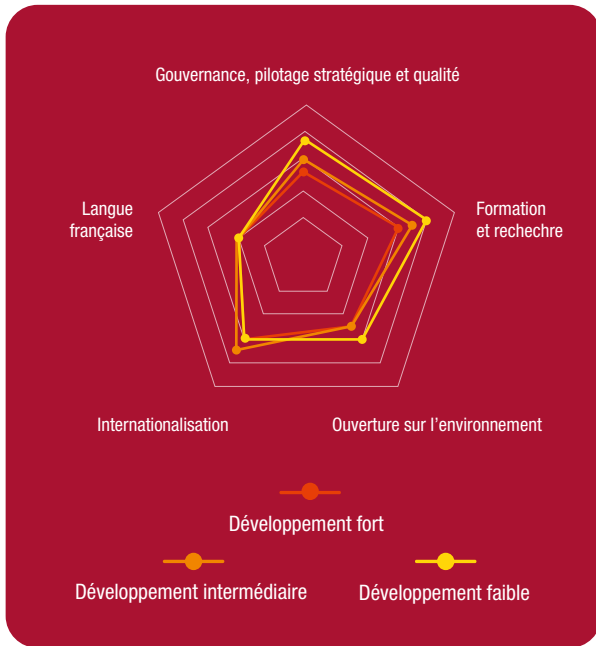 Gouvernance, pilotage stratégique et qualité
Langue
française
Formation
et rechechre
Internationalisation
Ouverture sur l'environnement
Développement fort
Développement intermédiaire
Développement faible